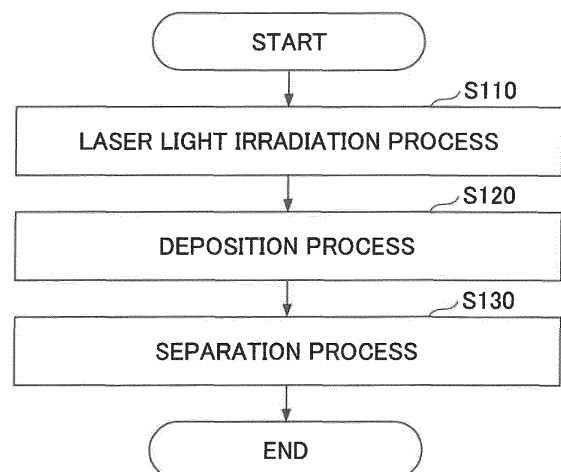 START
S110
LASER LIGHT IRRADIATION PROCESS
S120
DEPOSITION PROCESS
S130
SEPARATION PROCESS
END